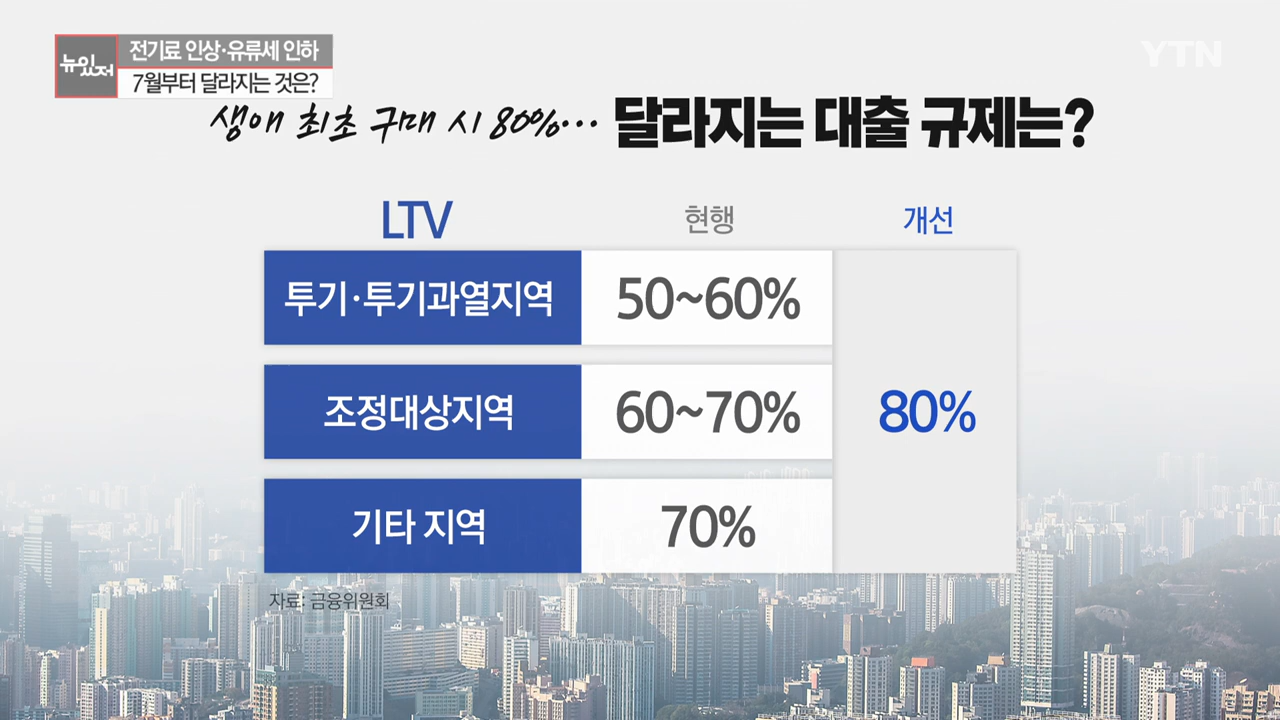 뉴있저
전기료 인상·유류세 인하
7월부터 달라지는 것은?
YTN
생애 최초 구매 시 80%… 달라지는 대출 규제는?
LTV 현행 개선
투기·투기과열지역 50~60%
조정대상지역 60~70% 80%
기타 지역 70%
자료: 금융위원회